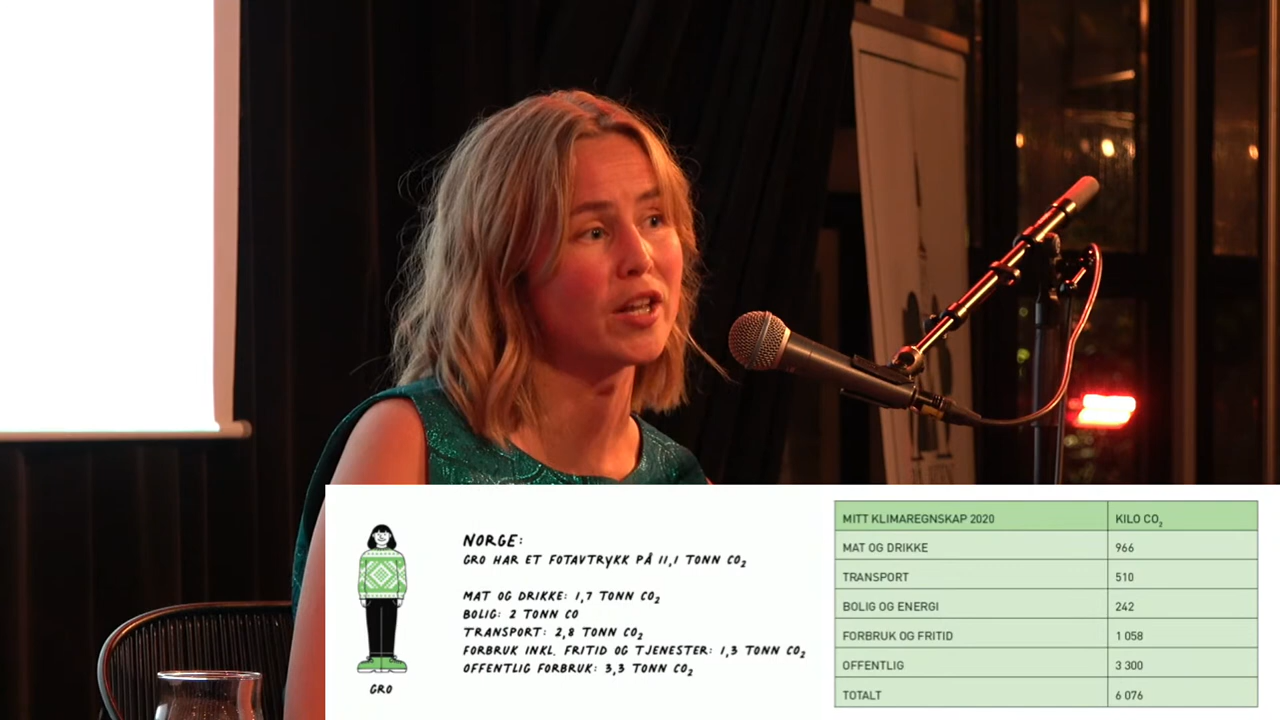 NORGE:
GRO HAR ET FOTAVTRYKK PÅ 11,1 TONN CO₂
MAT OG DRIKKE: 1,7 TONN CO₂
BOLIG: 2 TONN CO
TRANSPORT: 2,8 TONN CO₂
FORBRUK INKL. FRITID OG TJENESTER: 1,3 TONN CO₂
OFFENTLIG FORBRUK: 3,3 TONN CO₂
GRO
MITT KLIMAREGNSKAP 2020 KILO CO₂
MAT OG DRIKKE 966
TRANSPORT 510
BOLIG OG ENERGI 242
FORBRUK OG FRITID 1 058
OFFENTLIG 3 300
TOTALT 6 076